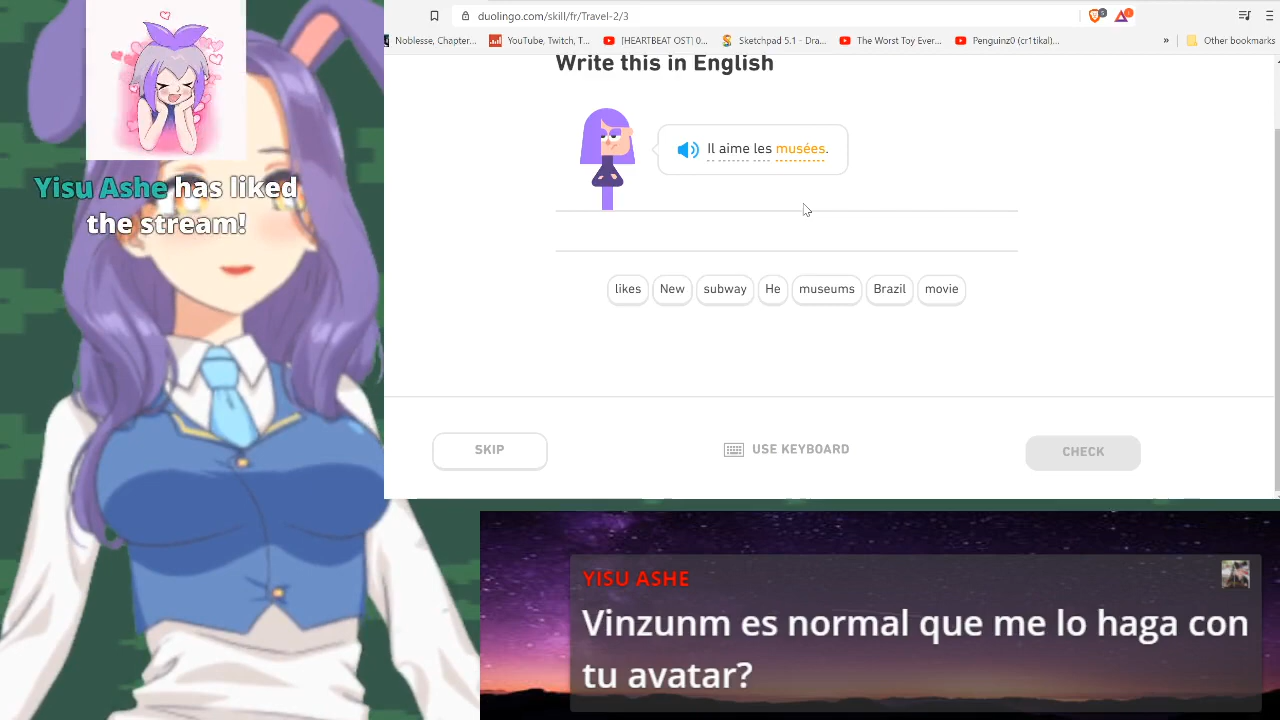 duolingo.com/skill/fr/Travel-2/3
Noblesse, Chapter...
YouTube, Twitch, T...
[HEARTBEAT OST] 0...
Sketchpad 5.1 - Dra...
The Worst Toy Ever...
Penguinz0 (cr1tikal)...
»
Other bookmarks
Write this in English
Il aime les musées.
likes
New
subway
He
museums
Brazil
movie
SKIP
USE KEYBOARD
CHECK
Yisu Ashe has liked
the stream!
YISU ASHE
Vinzunm es normal que me lo haga con
tu avatar?